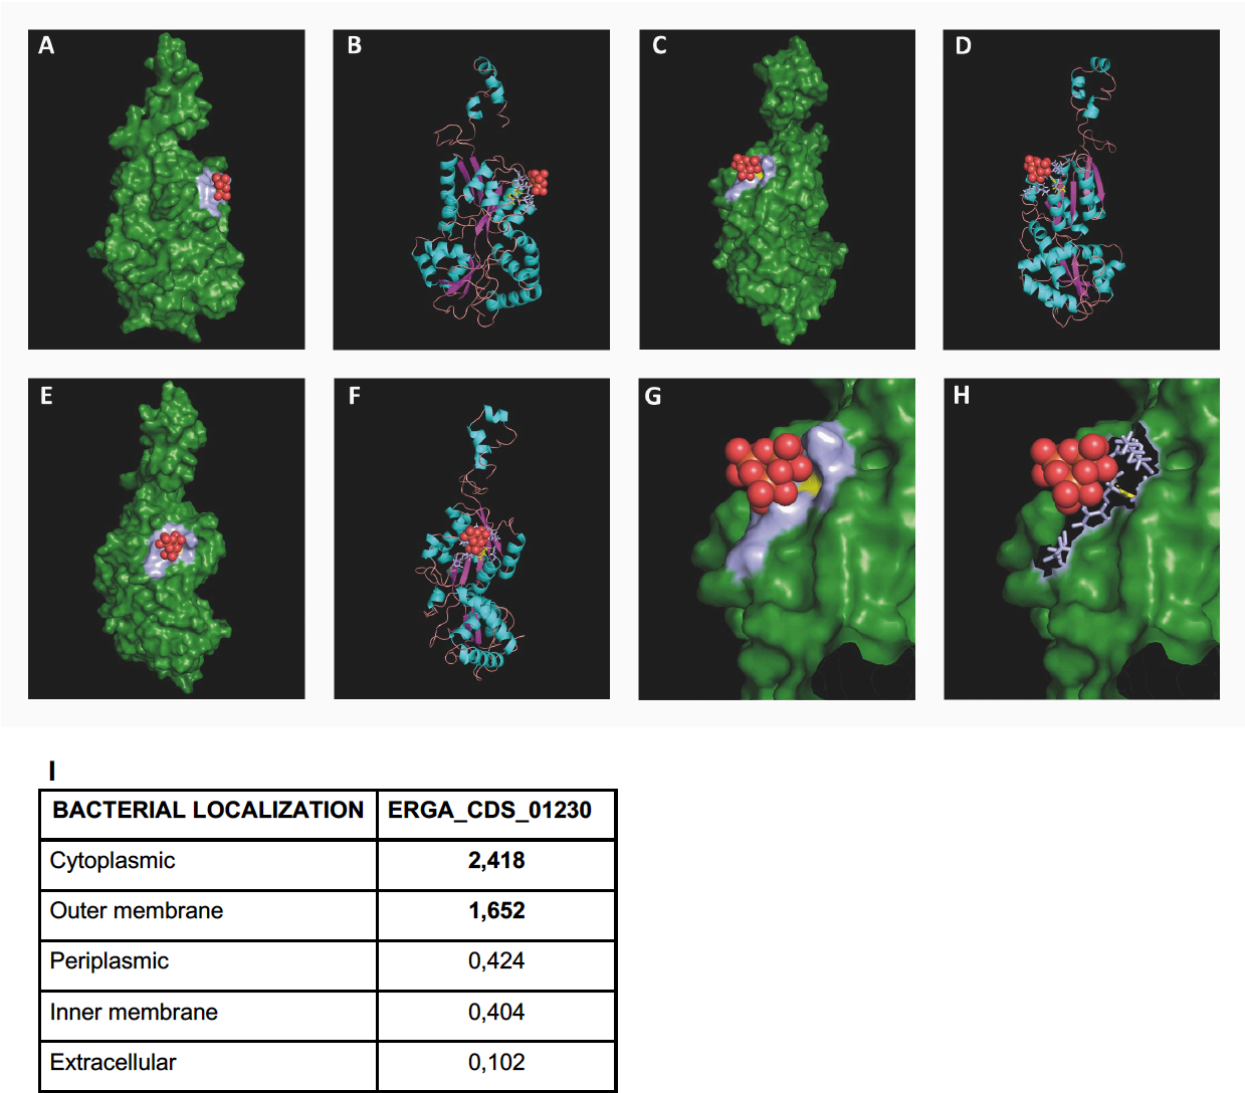 A B C D
E F G H
I
BACTERIAL LOCALIZATION ERGA_CDS_01230
Cytoplasmic 2,418
Outer membrane 1,652
Periplasmic 0,424
Inner membrane 0,404
Extracellular 0,102